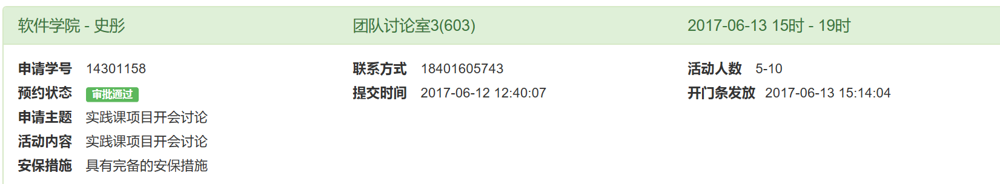 软件学院 - 史彤 团队讨论室3(603) 2017-06-13 15时 - 19时
申请学号 14301158 联系方式 18401605743 活动人数 5-10
预约状态 审批通过 提交时间 2017-06-12 12:40:07 开门条发放 2017-06-13 15:14:04
申请主题 实践课项目开会讨论
活动内容 实践课项目开会讨论
安保措施 具有完备的安保措施